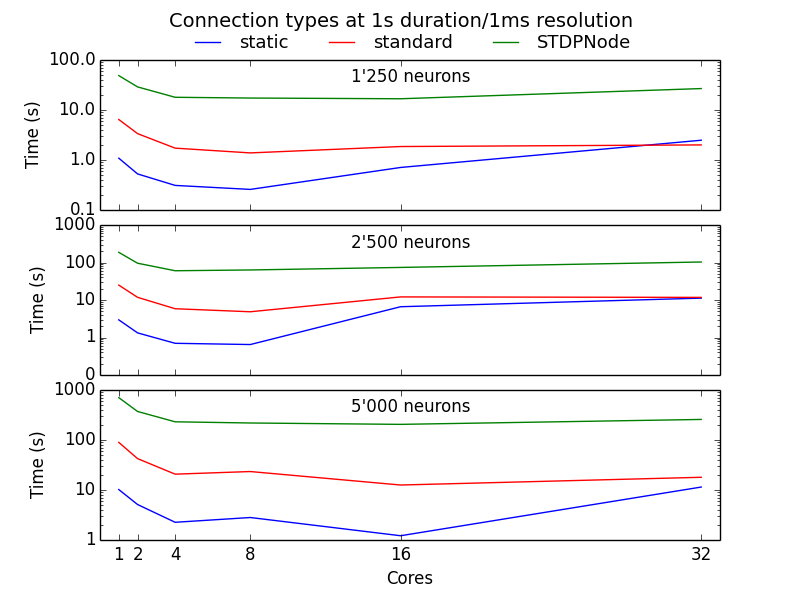 Connection types at 1s duration/1ms resolution
static standard STDPNode
100.0
1'250 neurons
10.0
Time (s)
1.0
0.1
1000
2'500 neurons
100
Time (s)
10
1
0
1000
5'000 neurons
100
Time (s)
10
1
1 2 4 8 16 32
Cores